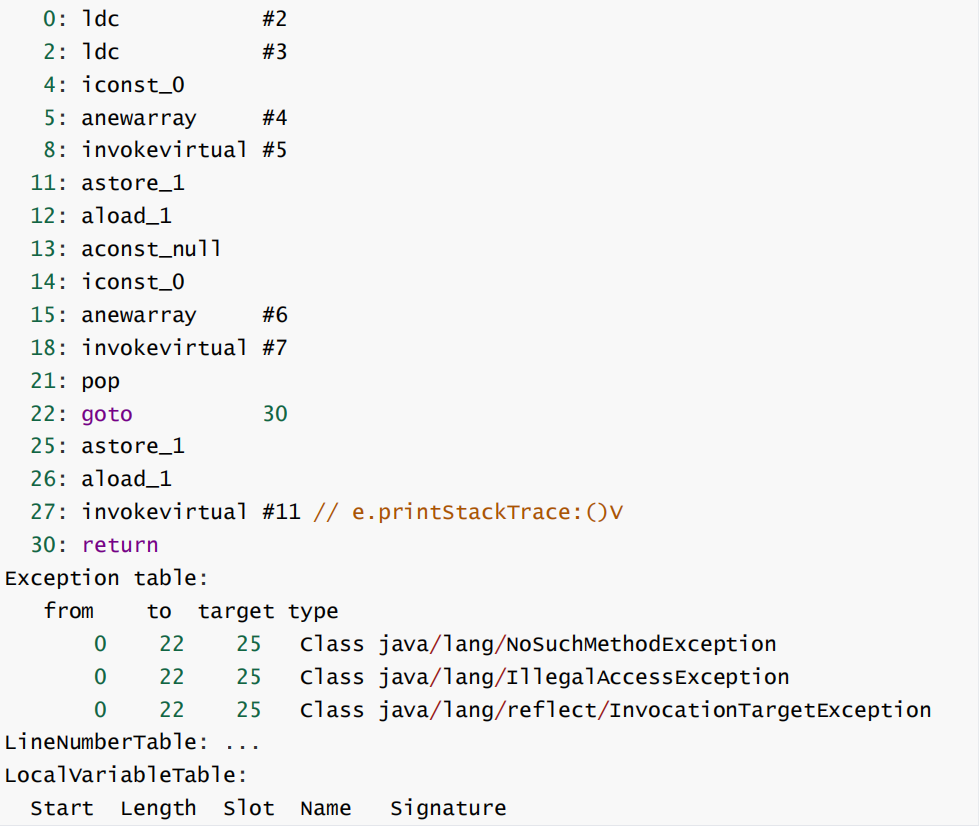 0: ldc #2
2: ldc #3
4: iconst_0
5: anewarray #4
8: invokevirtual #5
11: astore_1
12: aload_1
13: aconst_null
14: iconst_0
15: anewarray #6
18: invokevirtual #7
21: pop
22: goto 30
25: astore_1
26: aload_1
27: invokevirtual #11 // e.printStackTrace:()V
30: return
Exception table:
from to target type
0 22 25 Class java/lang/NoSuchMethodException
0 22 25 Class java/lang/IllegalAccessException
0 22 25 Class java/lang/reflect/InvocationTargetException
LineNumberTable: ...
LocalVariableTable:
Start Length Slot Name Signature